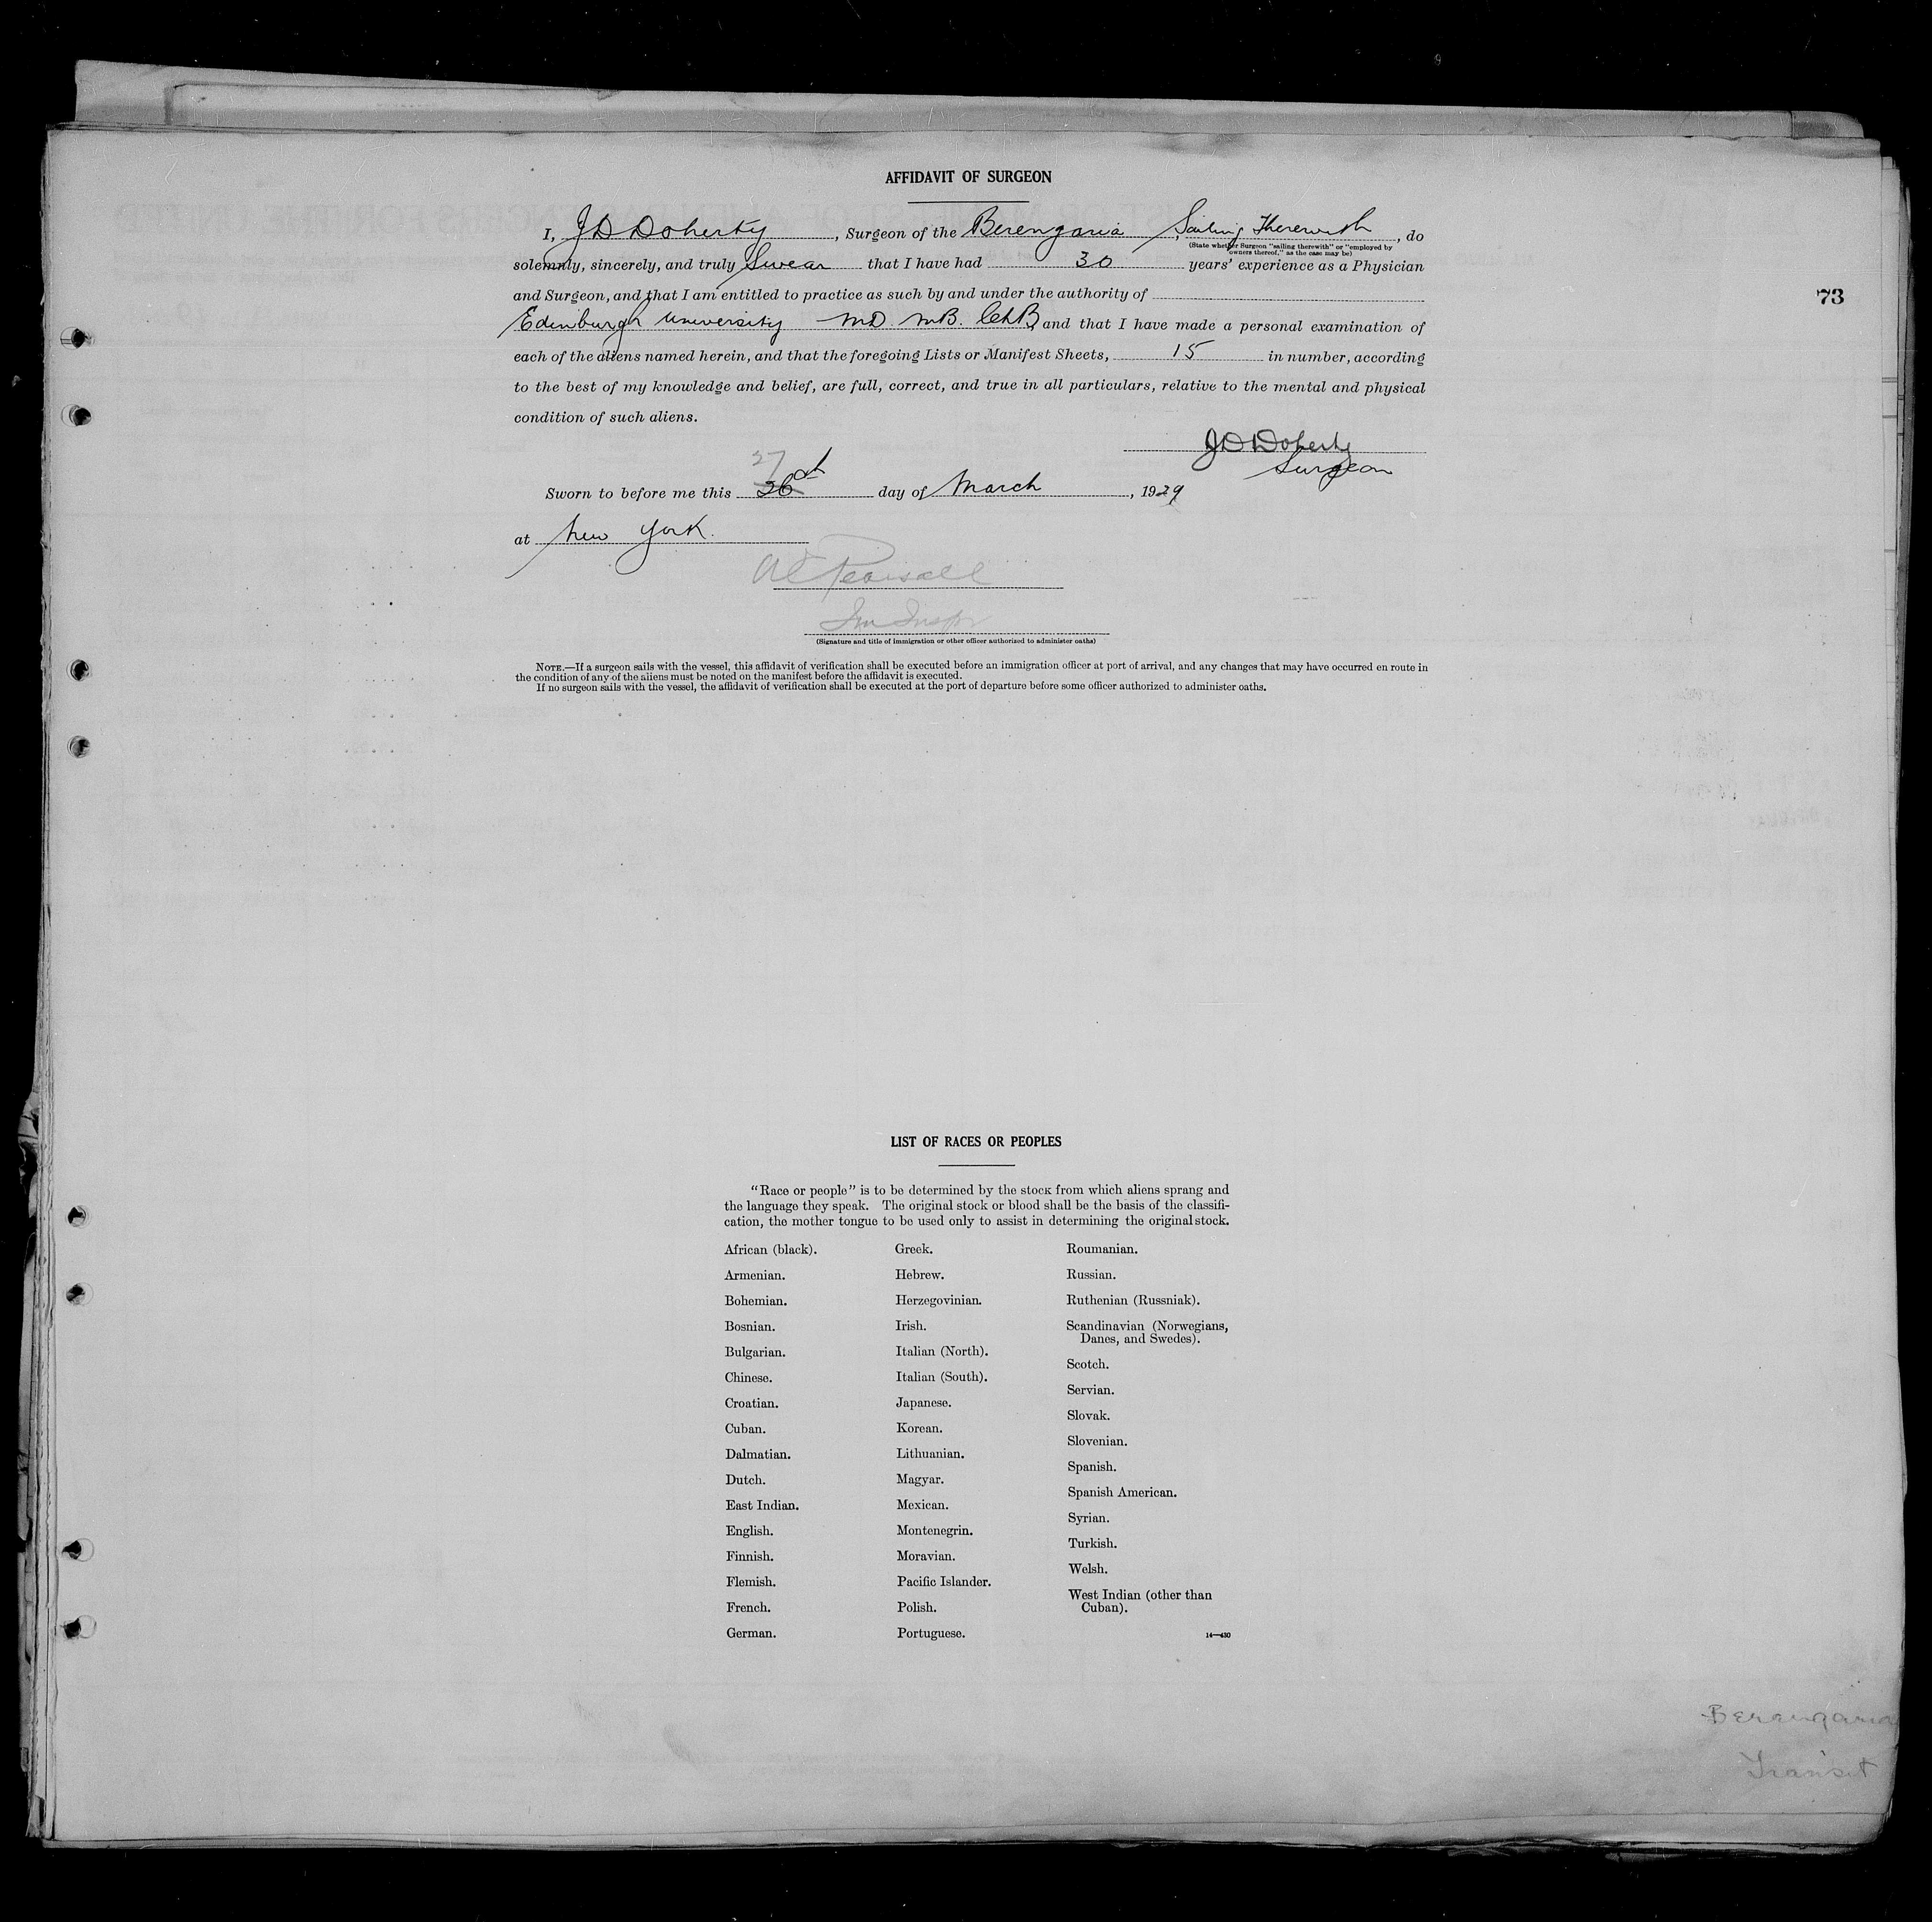 AFFIDAVIT OF SURGEON
I, J D Doherty, Surgeon of the Berengaria, Sailing Therewith, do
(State whether Surgeon "sailing therewith" or "employed by
owners thereof," as the case may be)
solemnly, sincerely, and truly Swear that I have had 30 years' experience as a Physician
and Surgeon, and that I am entitled to practice as such by and under the authority of
73
Edinburgh University MD. MB. ChB, and that I have made a personal examination of
each of the aliens named herein, and that the foregoing Lists or Manifest Sheets, 15 in number, according
to the best of my knowledge and belief, are full, correct, and true in all particulars, relative to the mental and physical
condition of such aliens.
J D Doherty
Surgeon
27
Sworn to before me this 26th day of March, 1929
at New York.
Im Inspr
(Signature and title of immigration or other officer authorized to administer oaths)
NOTE.—If a surgeon sails with the vessel, this affidavit of verification shall be executed before an immigration officer at port of arrival, and any changes that may have occurred en route in
the condition of any of the aliens must be noted on the manifest before the affidavit is executed.
If no surgeon sails with the vessel, the affidavit of verification shall be executed at the port of departure before some officer authorized to administer oaths.
LIST OF RACES OR PEOPLES
"Race or people" is to be determined by the stock from which aliens sprang and
the language they speak. The original stock or blood shall be the basis of the classifi-
cation, the mother tongue to be used only to assist in determining the original stock.
African (black).
Armenian.
Bohemian.
Bosnian.
Bulgarian.
Chinese.
Croatian.
Cuban.
Dalmatian.
Dutch.
East Indian.
English.
Finnish.
Flemish.
French.
German.
Greek.
Hebrew.
Herzegovinian.
Irish.
Italian (North).
Italian (South).
Japanese.
Korean.
Lithuanian.
Magyar.
Mexican.
Montenegrin.
Moravian.
Pacific Islander.
Polish.
Portuguese.
Roumanian.
Russian.
Ruthenian (Russniak).
Scandinavian (Norwegians,
Danes, and Swedes).
Scotch.
Servian.
Slovak.
Slovenian.
Spanish.
Spanish American.
Syrian.
Turkish.
Welsh.
West Indian (other than
Cuban).
14—430
Berengaria
Transit